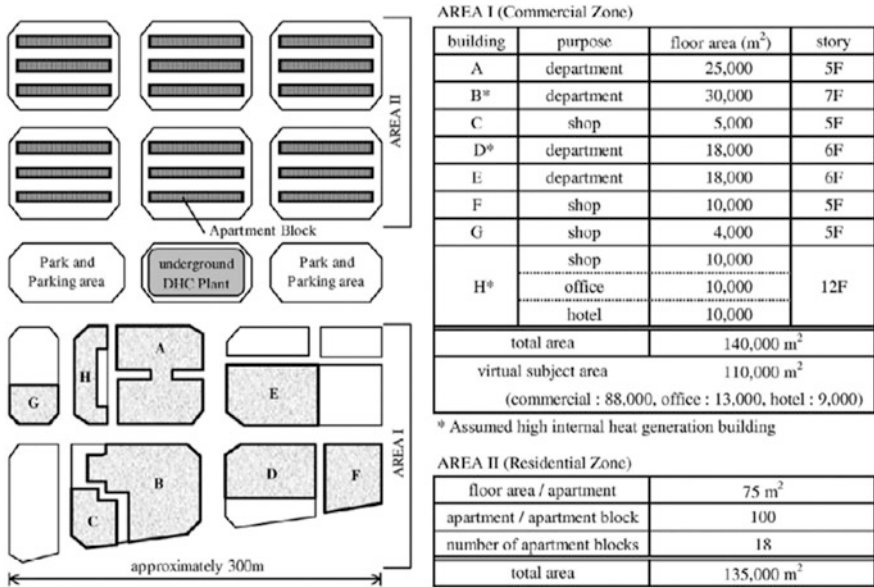 AREA II
Apartment Block
Park and
Parking area
underground
DHC Plant
Park and
Parking area
A
H
G
E
B
C
D
F
AREA I
approximately 300m
AREA I (Commercial Zone)
building purpose floor area (m²) story
A department 25,000 5F
B* department 30,000 7F
C shop 5,000 5F
D* department 18,000 6F
E department 18,000 6F
F shop 10,000 5F
G shop 4,000 5F
H* shop 10,000 12F
office 10,000
hotel 10,000
total area 140,000 m²
virtual subject area 110,000 m²
(commercial : 88,000, office : 13,000, hotel : 9,000)
* Assumed high internal heat generation building
AREA II (Residential Zone)
floor area / apartment 75 m²
apartment / apartment block 100
number of apartment blocks 18
total area 135,000 m²